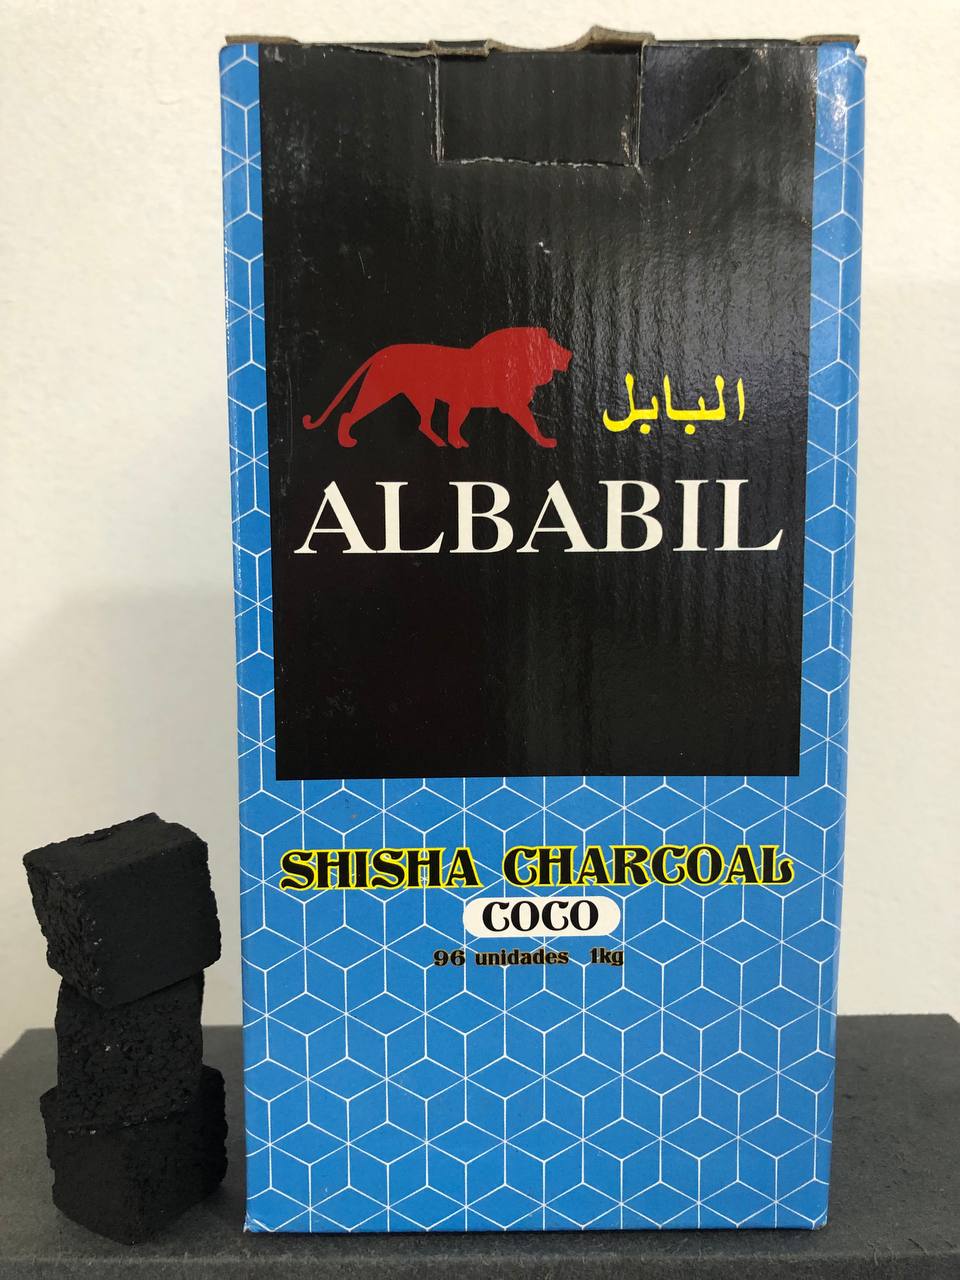 البابل
ALBABIL
SHISHA CHARCOAL
COCO
96 unidades 1kg